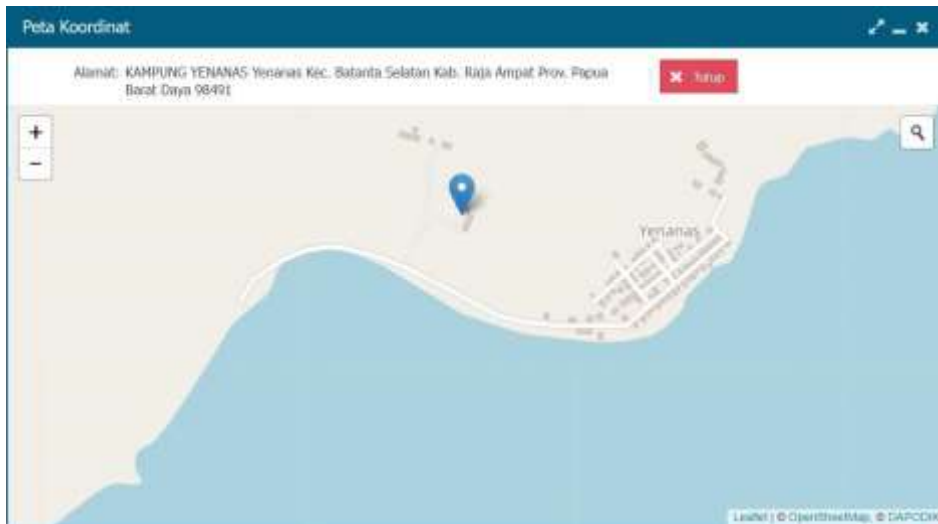 Peta Koordinat
Alamat: KAMPUNG YENANAS Yenanas Kec. Batanta Selatan Kab. Raja Ampat Prov. Papua
Barat Daya 98491
Tutup
+
−
Yenanas
Leaflet | © OpenStreetMap, © DAPODIK